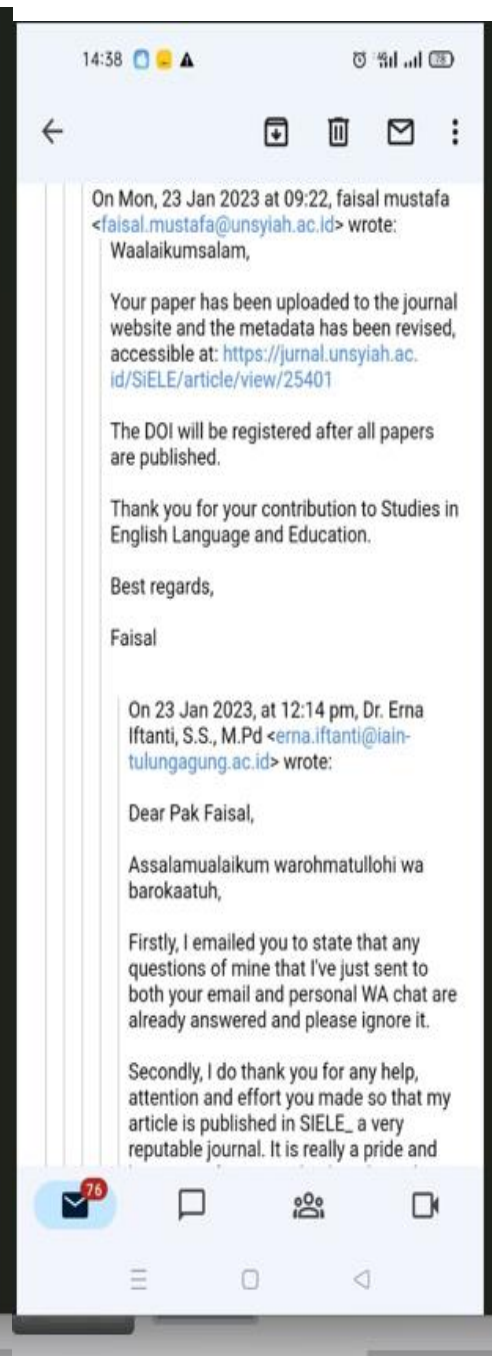 14:38
78
On Mon, 23 Jan 2023 at 09:22, faisal mustafa
<faisal.mustafa@unsyiah.ac.id> wrote:
Waalaikumsalam,
Your paper has been uploaded to the journal
website and the metadata has been revised,
accessible at: https://jurnal.unsyiah.ac.
id/SiELE/article/view/25401
The DOI will be registered after all papers
are published.
Thank you for your contribution to Studies in
English Language and Education.
Best regards,
Faisal
On 23 Jan 2023, at 12:14 pm, Dr. Erna
Iftanti, S.S., M.Pd <erna.iftanti@iain-
tulungagung.ac.id> wrote:
Dear Pak Faisal,
Assalamualaikum warohmatullohi wa
barokaatuh,
Firstly, I emailed you to state that any
questions of mine that I've just sent to
both your email and personal WA chat are
already answered and please ignore it.
Secondly, I do thank you for any help,
attention and effort you made so that my
article is published in SIELE_ a very
reputable journal. It is really a pride and
76